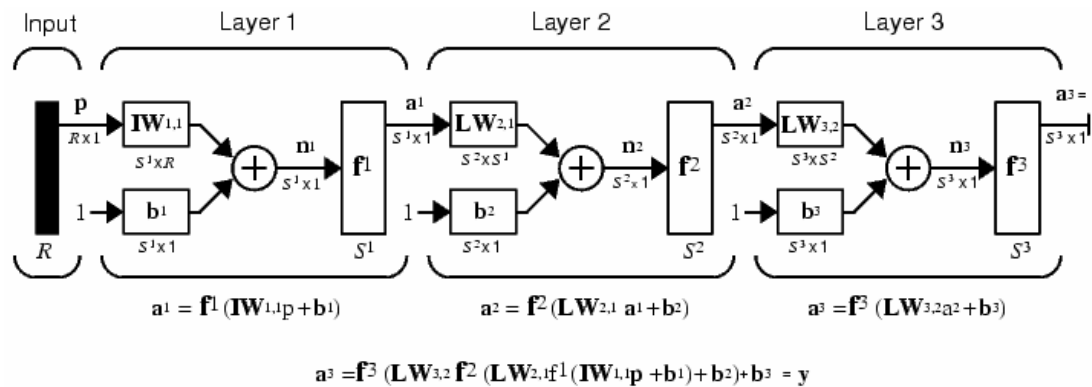 Input Layer 1 Layer 2 Layer 3
p a¹ a² a³ =
IW1,1 LW2,1 LW3,2
R x 1 S¹ x 1 S² x 1 S³ x 1
n¹ n² n³
S¹ x R S² x S¹ S³ x S²
f¹ f² f³
S¹ x 1 S² x 1 S³ x 1
1 b¹ 1 b² 1 b³
S¹ x 1 S² x 1 S³ x 1
R S¹ S² S³
a¹ = f¹ (IW1,1p + b¹) a² = f² (LW2,1 a¹ + b²) a³ = f³ (LW3,2a² + b³)
a³ = f³ (LW3,2 f² (LW2,1f¹(IW1,1p + b¹) + b²) + b³ = y